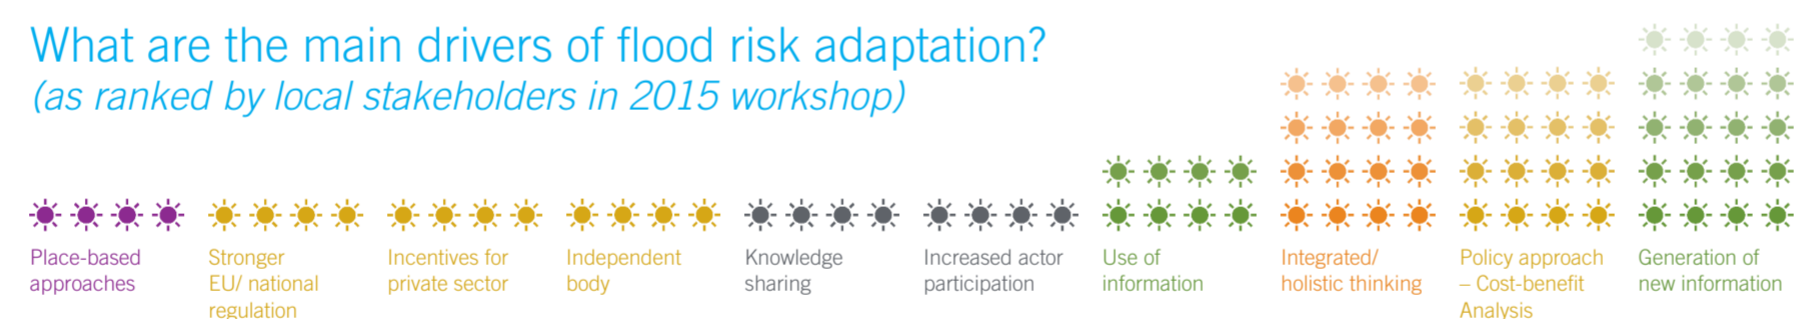 What are the main drivers of flood risk adaptation?
(as ranked by local stakeholders in 2015 workshop)
Place-based
approaches
Stronger
EU/ national
regulation
Incentives for
private sector
Independent
body
Knowledge
sharing
Increased actor
participation
Use of
information
Integrated/
holistic thinking
Policy approach
– Cost-benefit
Analysis
Generation of
new information